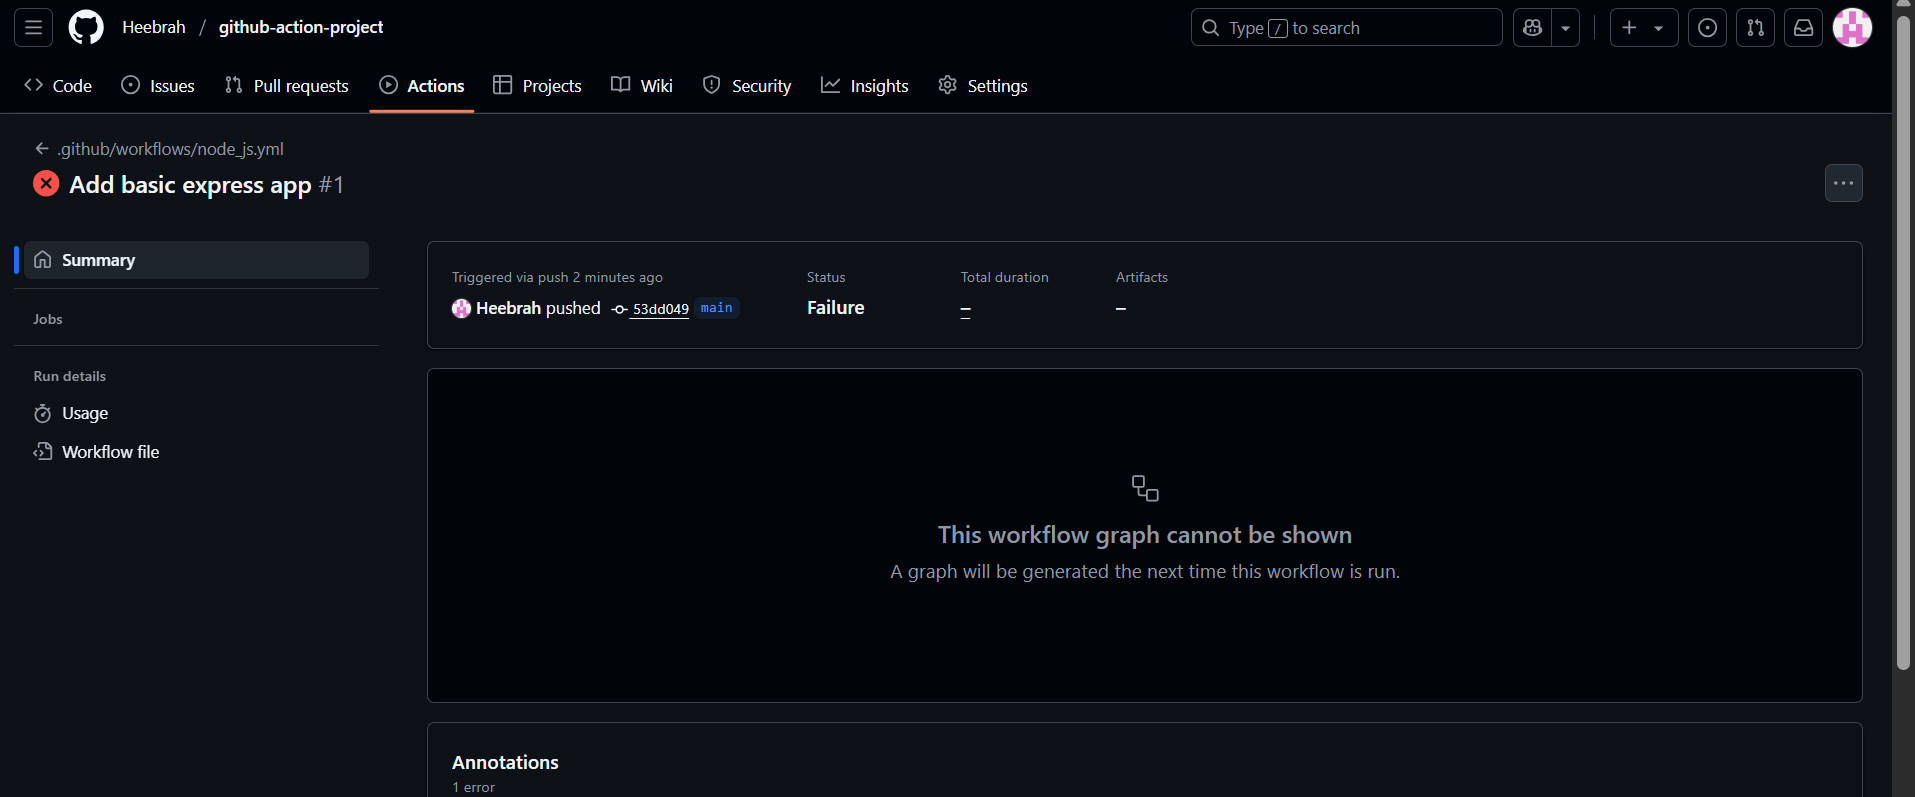 Heebrah / github-action-project
Type / to search
Code Issues Pull requests Actions Projects Wiki Security Insights Settings
.github/workflows/node_js.yml
Add basic express app #1
Summary
Jobs
Run details
Usage
Workflow file
Triggered via push 2 minutes ago
Heebrah pushed 53dd049 main
Status
Failure
Total duration
–
Artifacts
–
This workflow graph cannot be shown
A graph will be generated the next time this workflow is run.
Annotations
1 error